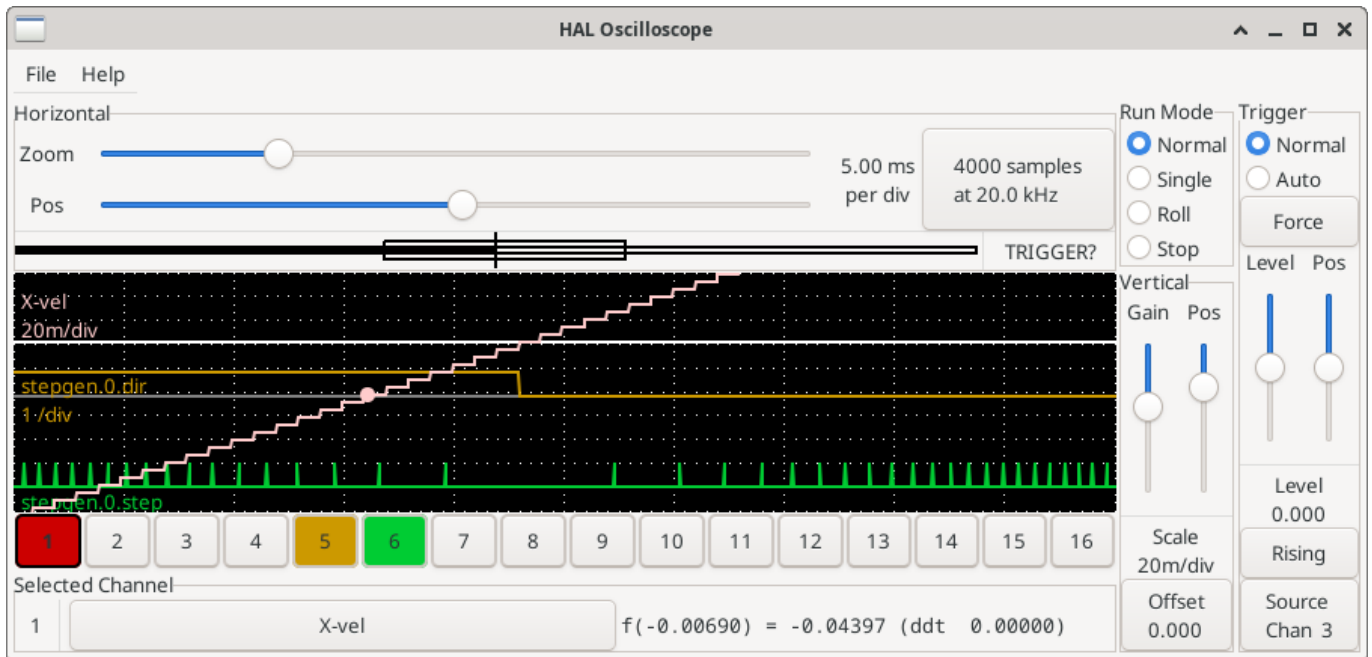 HAL Oscilloscope
File Help
Horizontal
Zoom
Pos
5.00 ms
per div
4000 samples
at 20.0 kHz
TRIGGER?
X-vel
20m/div
stepgen.0.dir
1 /div
stepgen.0.step
1 2 3 4 5 6 7 8 9 10 11 12 13 14 15 16
Selected Channel
1 X-vel f(-0.00690) = -0.04397 (ddt 0.00000)
Run Mode
Normal
Single
Roll
Stop
Vertical
Gain Pos
Scale
20m/div
Offset
0.000
Trigger
Normal
Auto
Force
Level Pos
Level
0.000
Rising
Source
Chan 3